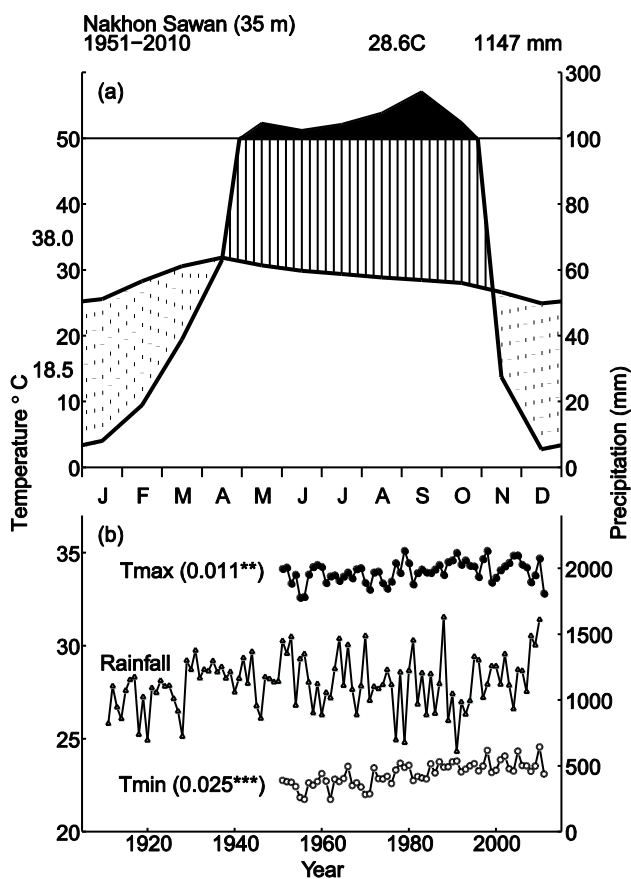 Nakhon Sawan (35 m)
1951−2010 28.6C 1147 mm
(a)
300
50 100
40 80
38.0
30 60
20 40
18.5
10 20
0 0
Temperature ° C
Precipitation (mm)
J F M A M J J A S O N D
(b)
35 2000
Tmax (0.011**)
30 1500
Rainfall
1000
25
500
Tmin (0.025***)
20 0
1920 1940 1960 1980 2000
Year